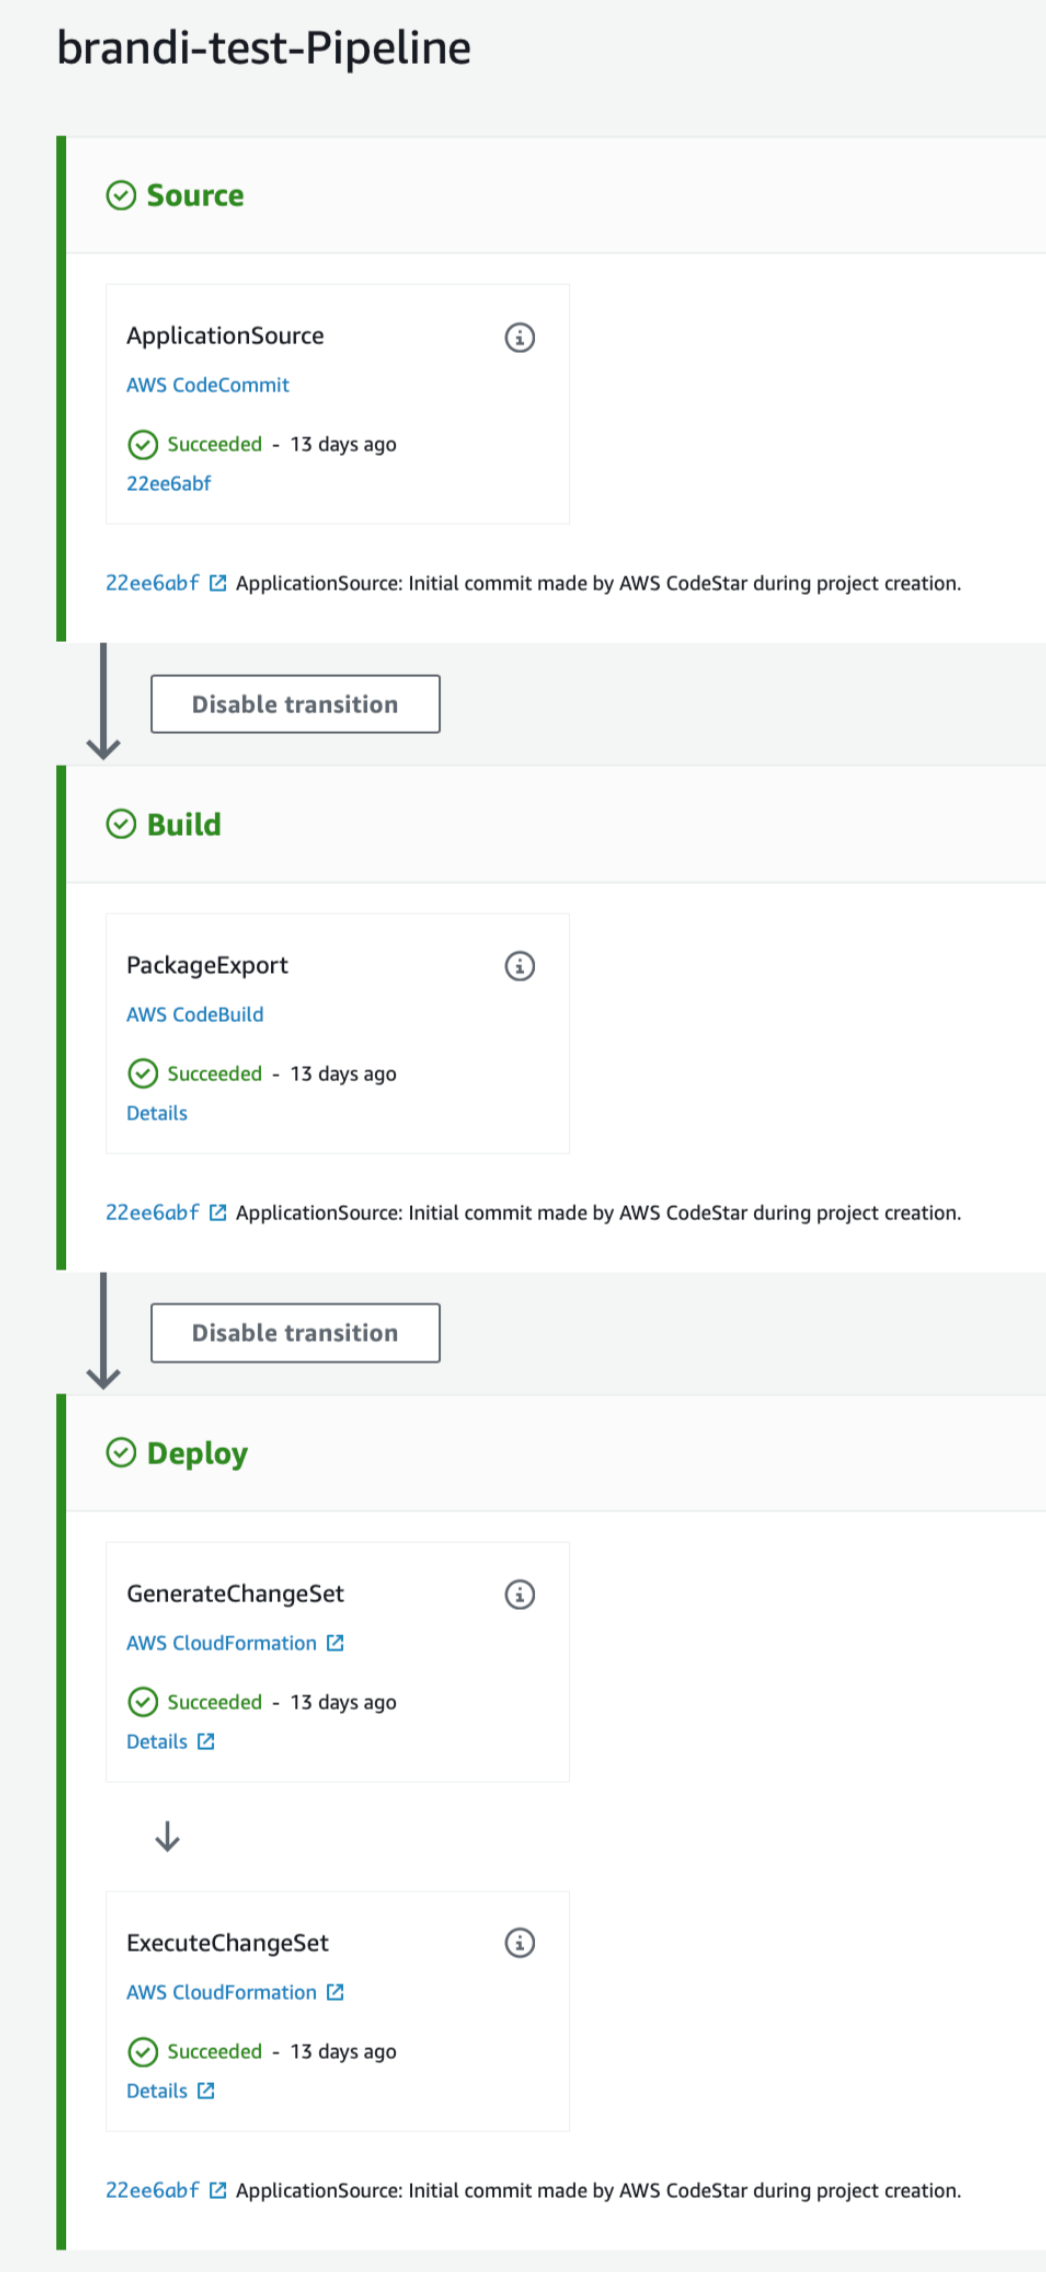 brandi-test-Pipeline
Source
ApplicationSource
AWS CodeCommit
Succeeded - 13 days ago
22ee6abf
22ee6abf ApplicationSource: Initial commit made by AWS CodeStar during project creation.
Disable transition
Build
PackageExport
AWS CodeBuild
Succeeded - 13 days ago
Details
22ee6abf ApplicationSource: Initial commit made by AWS CodeStar during project creation.
Disable transition
Deploy
GenerateChangeSet
AWS CloudFormation
Succeeded - 13 days ago
Details
ExecuteChangeSet
AWS CloudFormation
Succeeded - 13 days ago
Details
22ee6abf ApplicationSource: Initial commit made by AWS CodeStar during project creation.